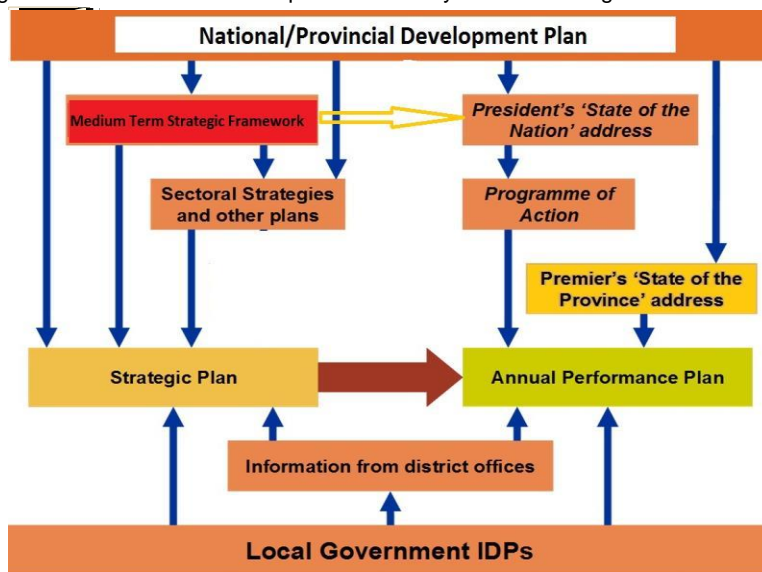 National/Provincial Development Plan
Medium Term Strategic Framework
President's 'State of the
Nation' address
Sectoral Strategies
and other plans
Programme of
Action
Premier's 'State of the
Province' address
Strategic Plan
Annual Performance Plan
Information from district offices
Local Government IDPs